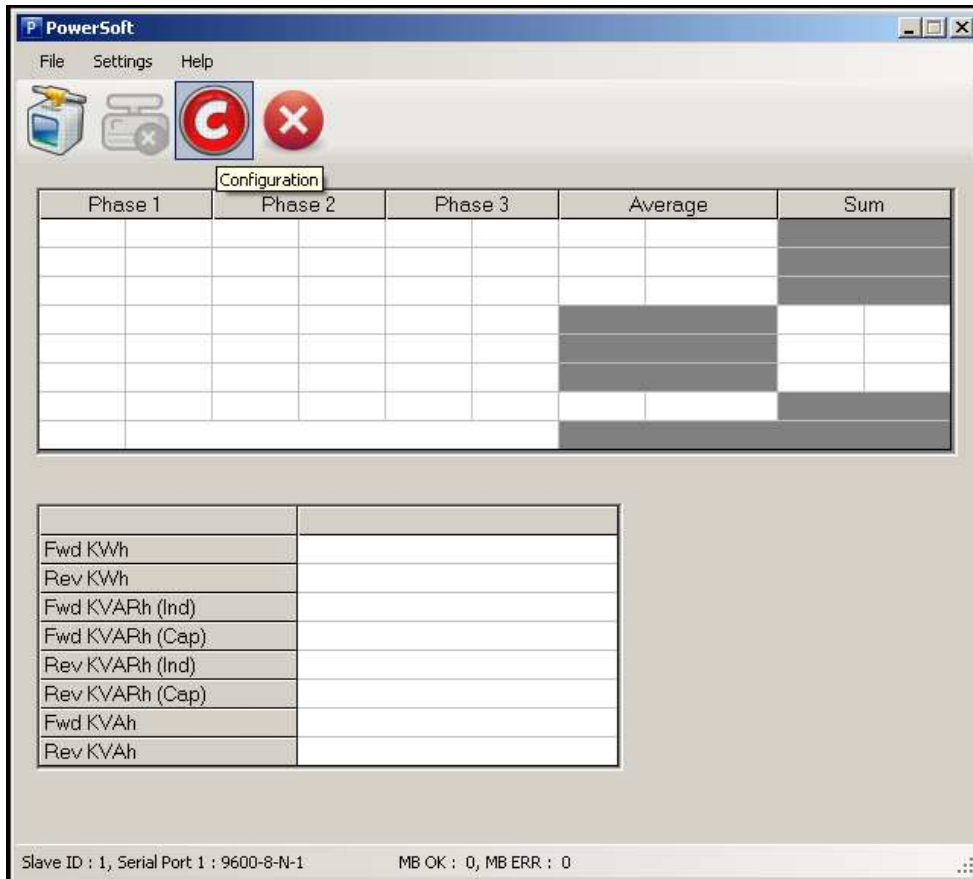 PowerSoft
File Settings Help
Configuration
Phase 1 Phase 2 Phase 3 Average Sum
Fwd KWh
Rev KWh
Fwd KVARh (Ind)
Fwd KVARh (Cap)
Rev KVARh (Ind)
Rev KVARh (Cap)
Fwd KVAh
Rev KVAh
Slave ID : 1, Serial Port 1 : 9600-8-N-1 MB OK : 0, MB ERR : 0